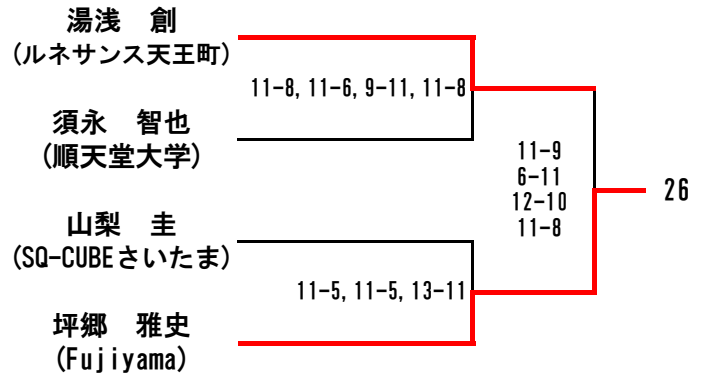 湯浅　創
(ルネサンス天王町)
11-8, 11-6, 9-11, 11-8
須永　智也
(順天堂大学)
11-9
6-11
12-10
11-8
26
山梨　圭
(SQ-CUBEさいたま)
11-5, 11-5, 13-11
坪郷　雅史
(Fujiyama)